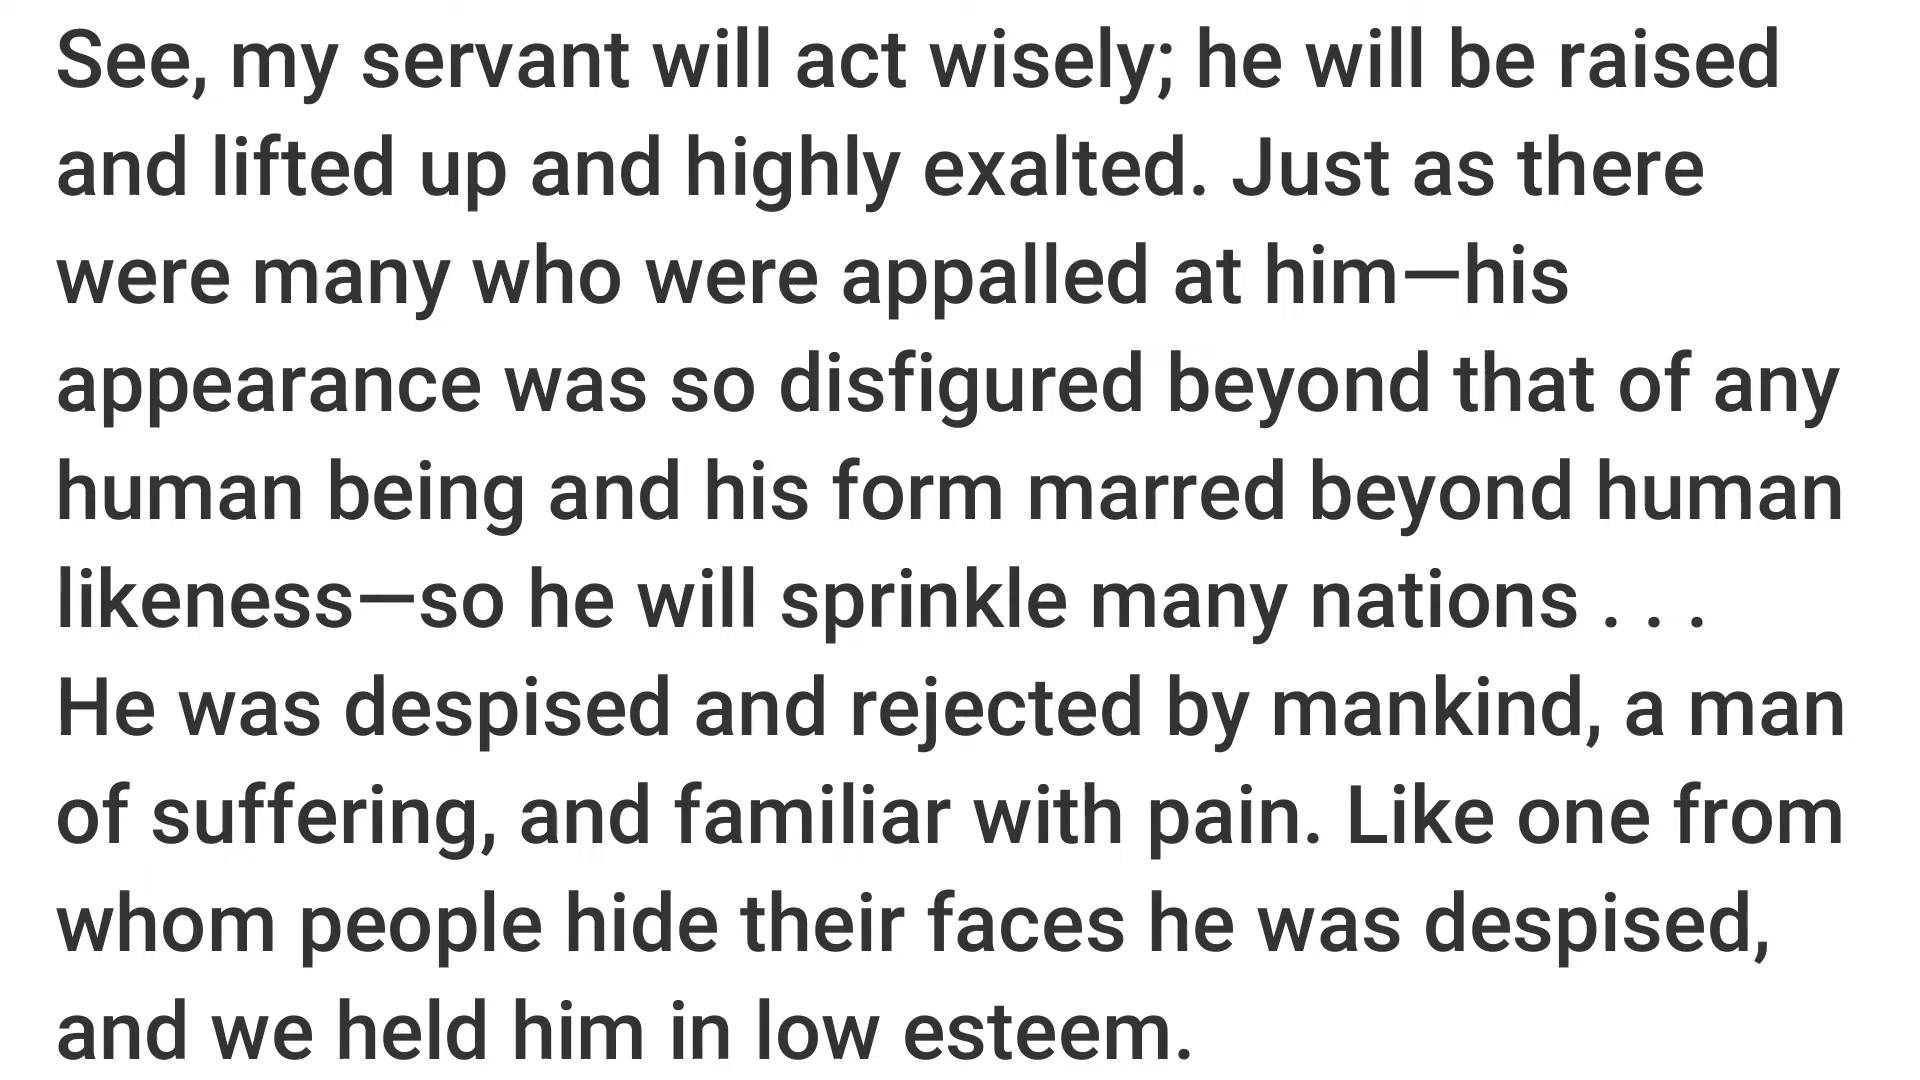 See, my servant will act wisely; he will be raised
and lifted up and highly exalted. Just as there
were many who were appalled at him—his
appearance was so disfigured beyond that of any
human being and his form marred beyond human
likeness—so he will sprinkle many nations . . .
He was despised and rejected by mankind, a man
of suffering, and familiar with pain. Like one from
whom people hide their faces he was despised,
and we held him in low esteem.